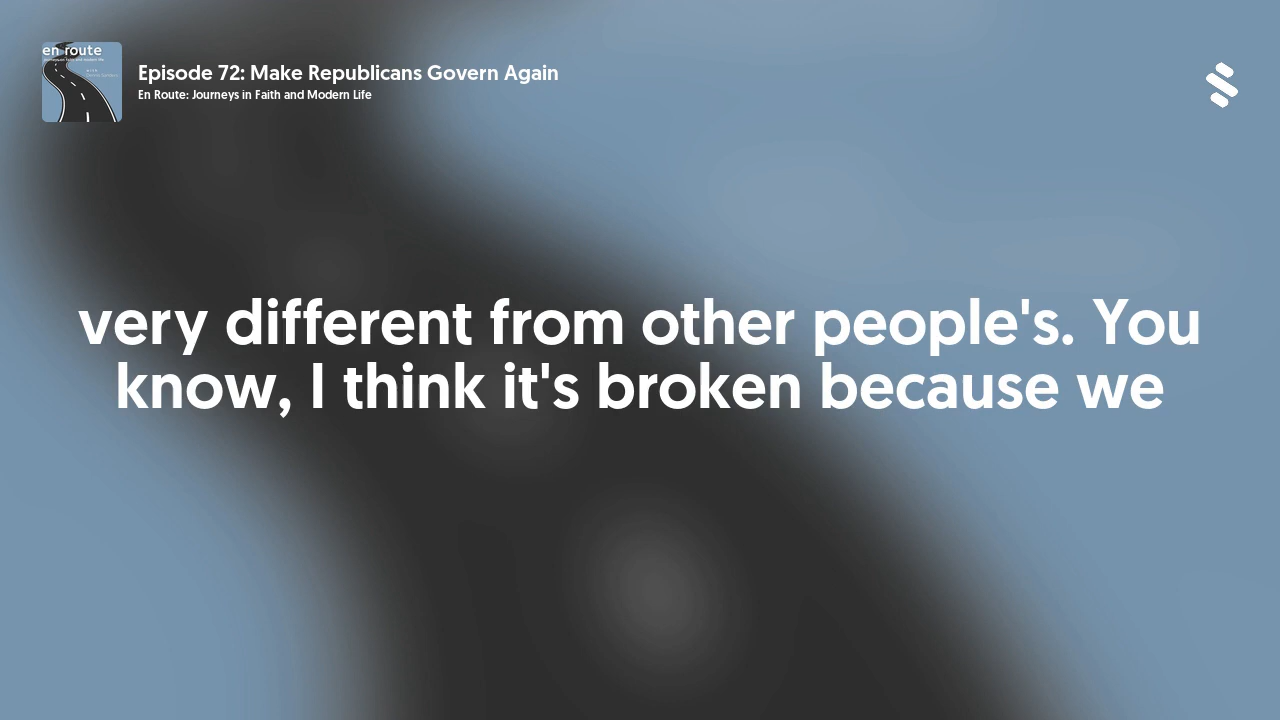 en route
Episode 72: Make Republicans Govern Again
En Route: Journeys in Faith and Modern Life
very different from other people's. You
know, I think it's broken because we